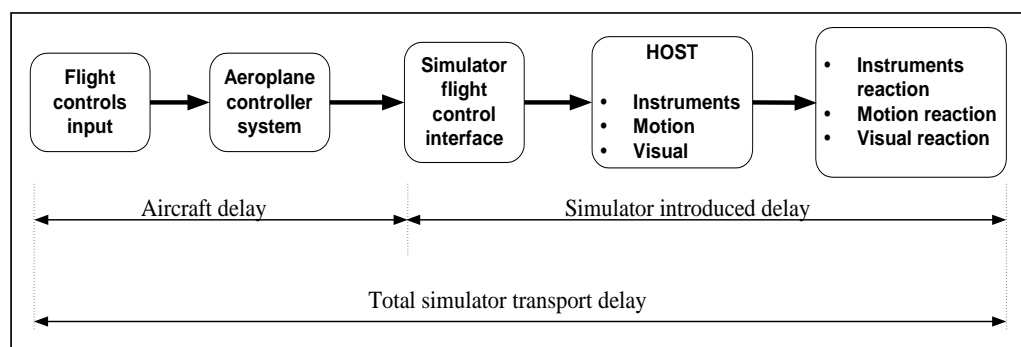 Flight
controls
input
Aeroplane
controller
system
Simulator
flight
control
interface
HOST
• Instruments
• Motion
• Visual
• Instruments
reaction
• Motion reaction
• Visual reaction
Aircraft delay
Simulator introduced delay
Total simulator transport delay